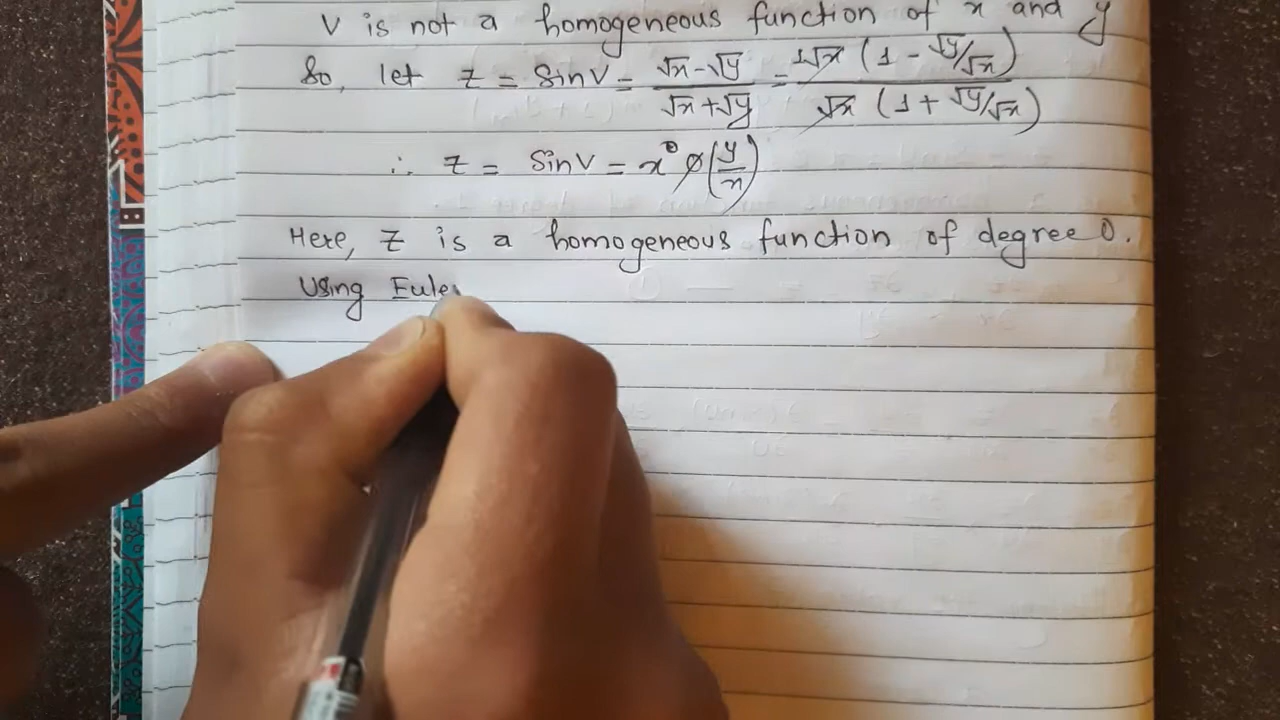 V is not a homogeneous function of x and y
So, let z = Sin V = √x-√y / √x+√y = √x (1 - √y/√x) / √x (1 + √y/√x)
∴ z = Sin V = x⁰ φ(y/x)
Here, z is a homogeneous function of degree 0.
Using Euler